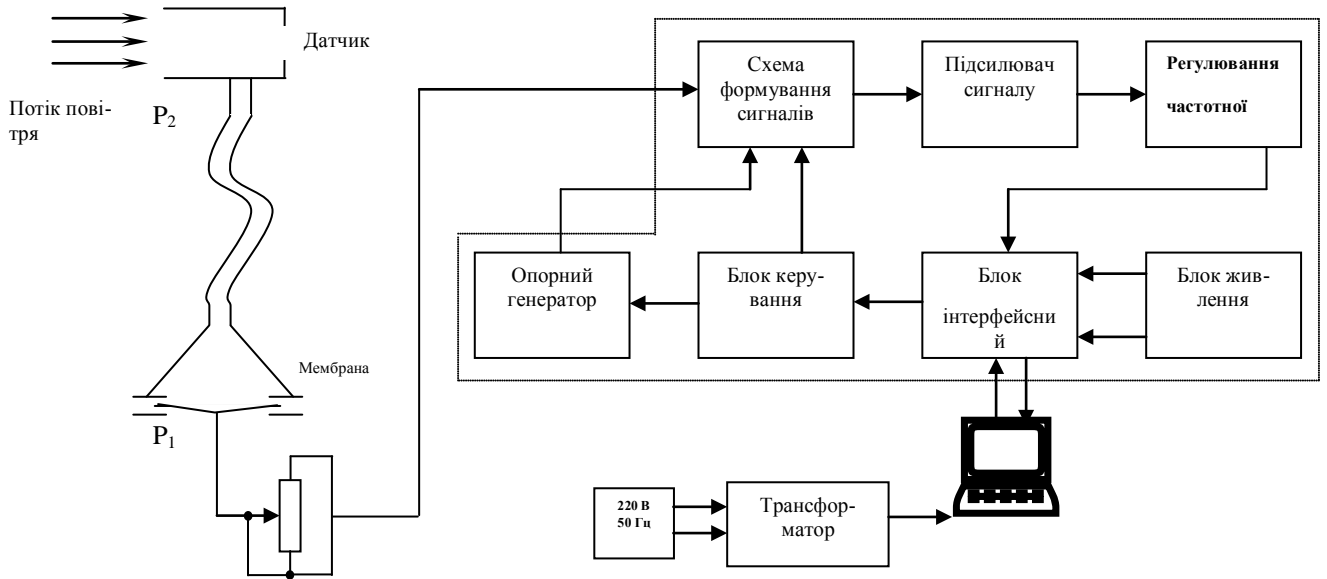 Датчик
Потік пові-
тря
P2
Мембрана
P1
Схема
формування
сигналів
Підсилювач
сигналу
Регулювання
частотної
Опорний
генератор
Блок керу-
вання
Блок
інтерфейсни
й
Блок жив-
лення
220 В
50 Гц
Трансфор-
матор